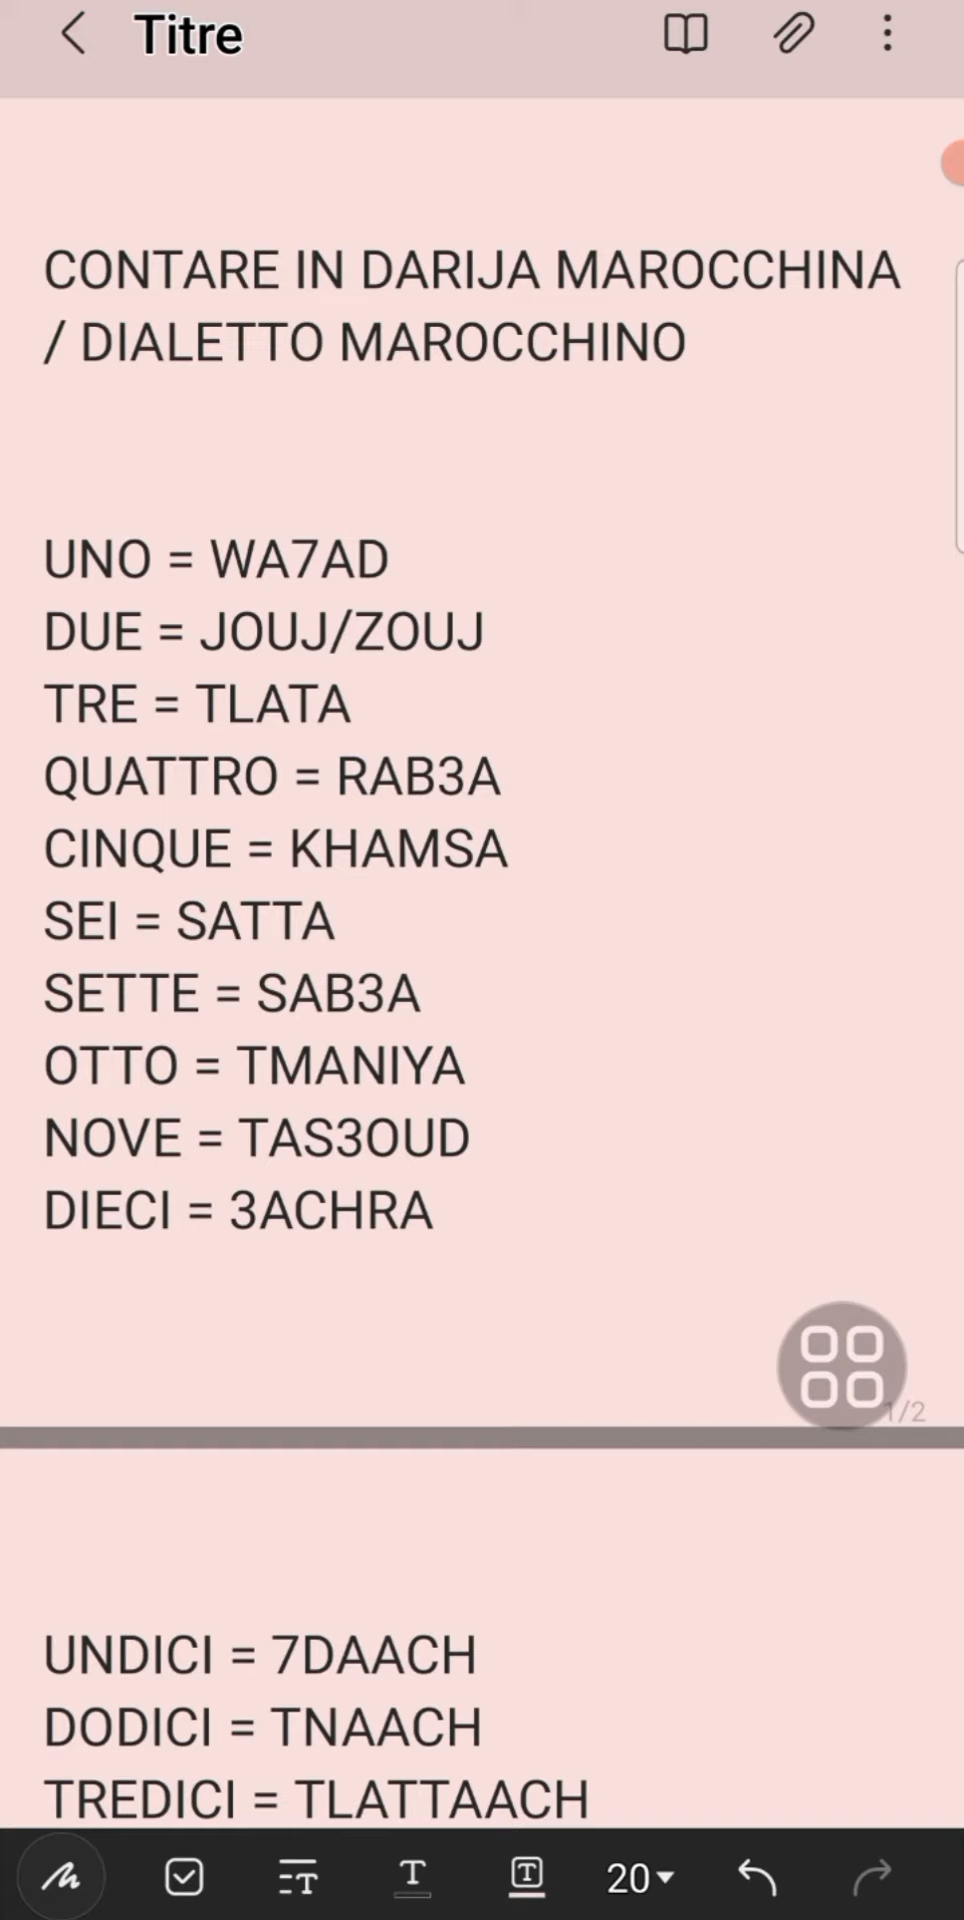 Titre
CONTARE IN DARIJA MAROCCHINA
/ DIALETTO MAROCCHINO
UNO = WA7AD
DUE = JOUJ/ZOUJ
TRE = TLATA
QUATTRO = RAB3A
CINQUE = KHAMSA
SEI = SATTA
SETTE = SAB3A
OTTO = TMANIYA
NOVE = TAS3OUD
DIECI = 3ACHRA
1/2
UNDICI = 7DAACH
DODICI = TNAACH
TREDICI = TLATTAACH
20